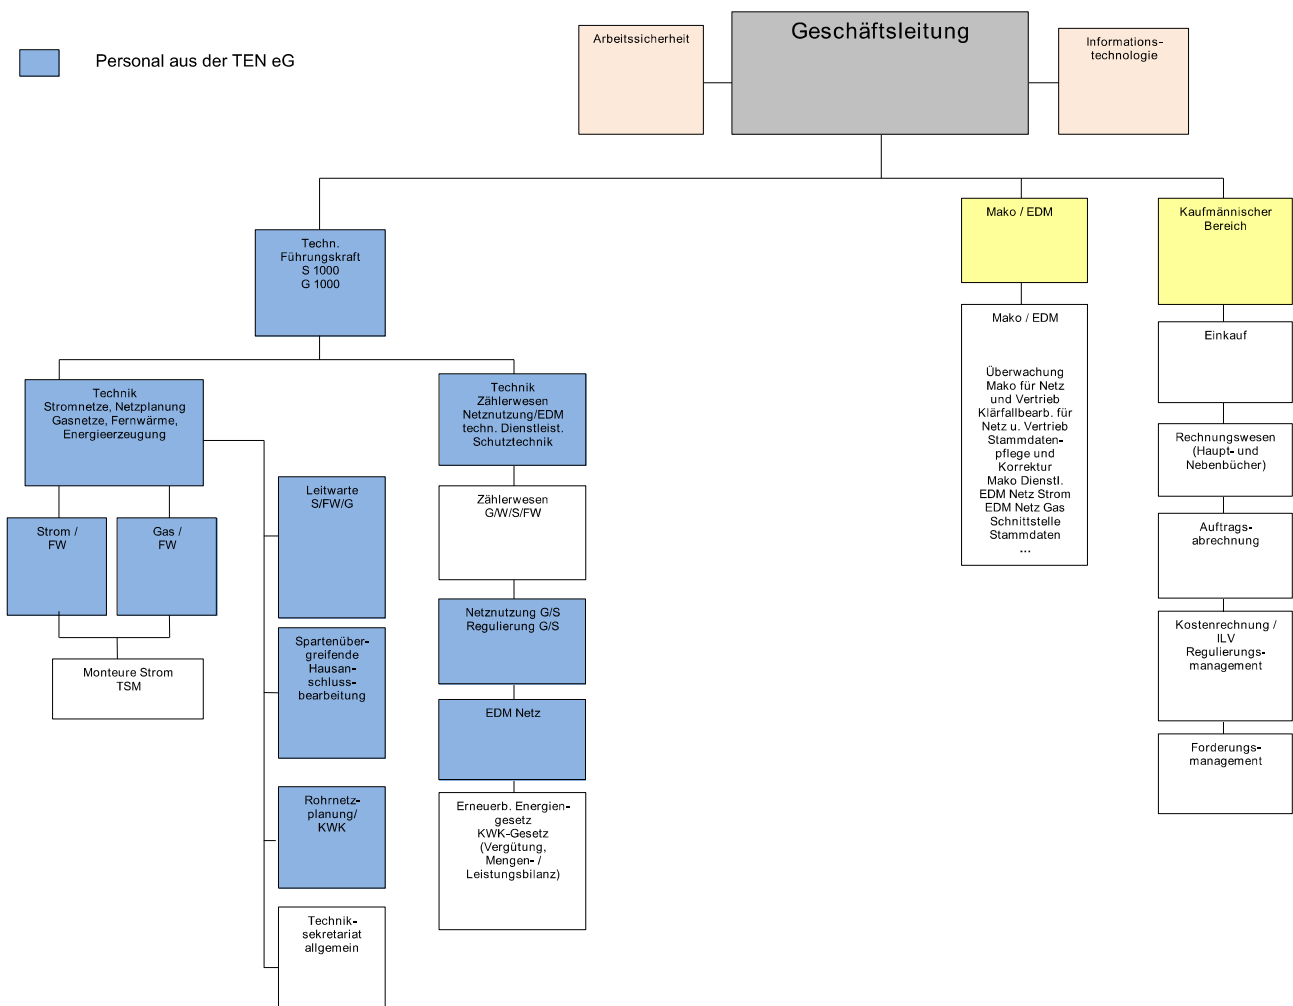 Personal aus der TEN eG
Arbeitssicherheit
Geschäftsleitung
Informations-
technologie
Techn.
Führungskraft
S 1000
G 1000
Mako / EDM
Kaufmännischer
Bereich
Technik
Stromnetze, Netzplanung
Gasnetze, Fernwärme,
Energieerzeugung
Strom /
FW
Gas /
FW
Monteure Strom
TSM
Leitwarte
S/FW/G
Spartenüber-
greifende
Hausan-
schluss-
bearbeitung
Rohrnetz-
planung/
KWK
Technik-
sekretariat
allgemein
Technik
Zählerwesen
Netznutzung/EDM
techn. Dienstleist.
Schutztechnik
Zählerwesen
G/W/S/FW
Netznutzung G/S
Regulierung G/S
EDM Netz
Erneuerb. Energien-
gesetz
KWK-Gesetz
(Vergütung,
Mengen- /
Leistungsbilanz)
Mako / EDM
Überwachung
Mako für Netz
und Vertrieb
Klärfallbearb. für
Netz u. Vertrieb
Stammdaten-
pflege und
Korrektur
Mako Dienstl.
EDM Netz Strom
EDM Netz Gas
Schnittstelle
Stammdaten
...
Einkauf
Rechnungswesen
(Haupt- und
Nebenbücher)
Auftrags-
abrechnung
Kostenrechnung /
ILV
Regulierungs-
management
Forderungs-
management